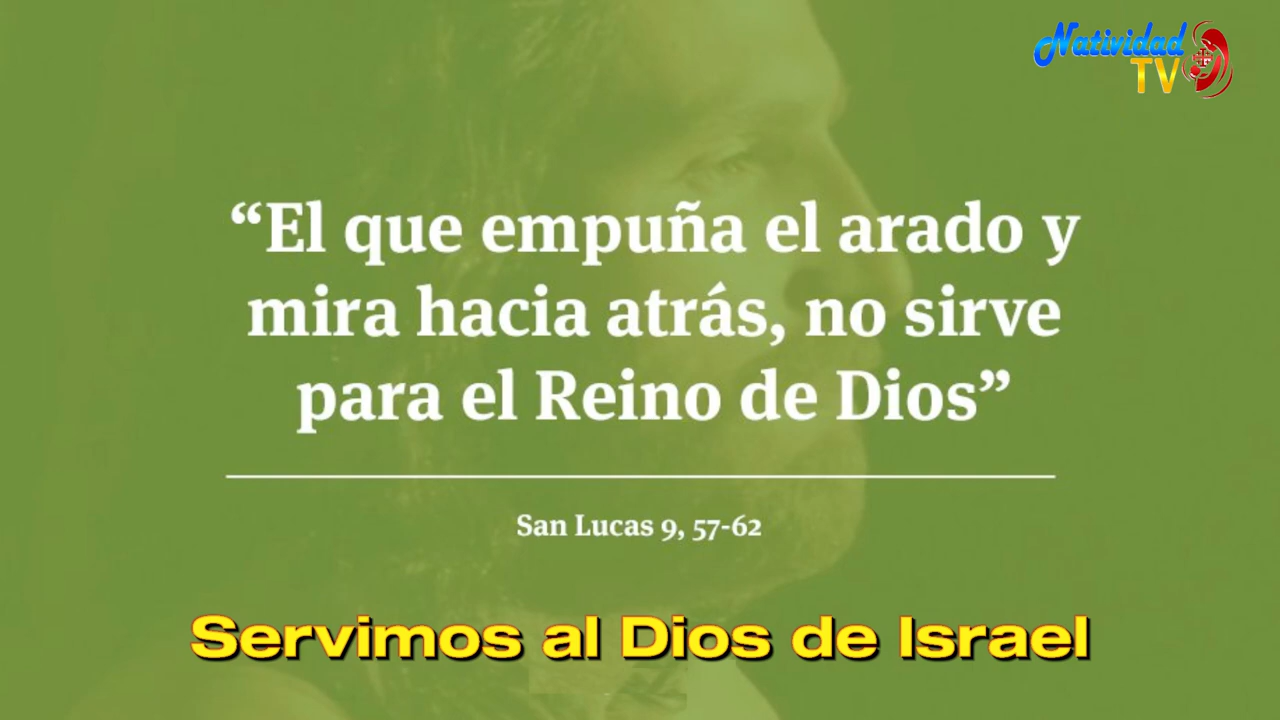 Natividad
TV
“El que empuña el arado y
mira hacia atrás, no sirve
para el Reino de Dios”
San Lucas 9, 57-62
Servimos al Dios de Israel